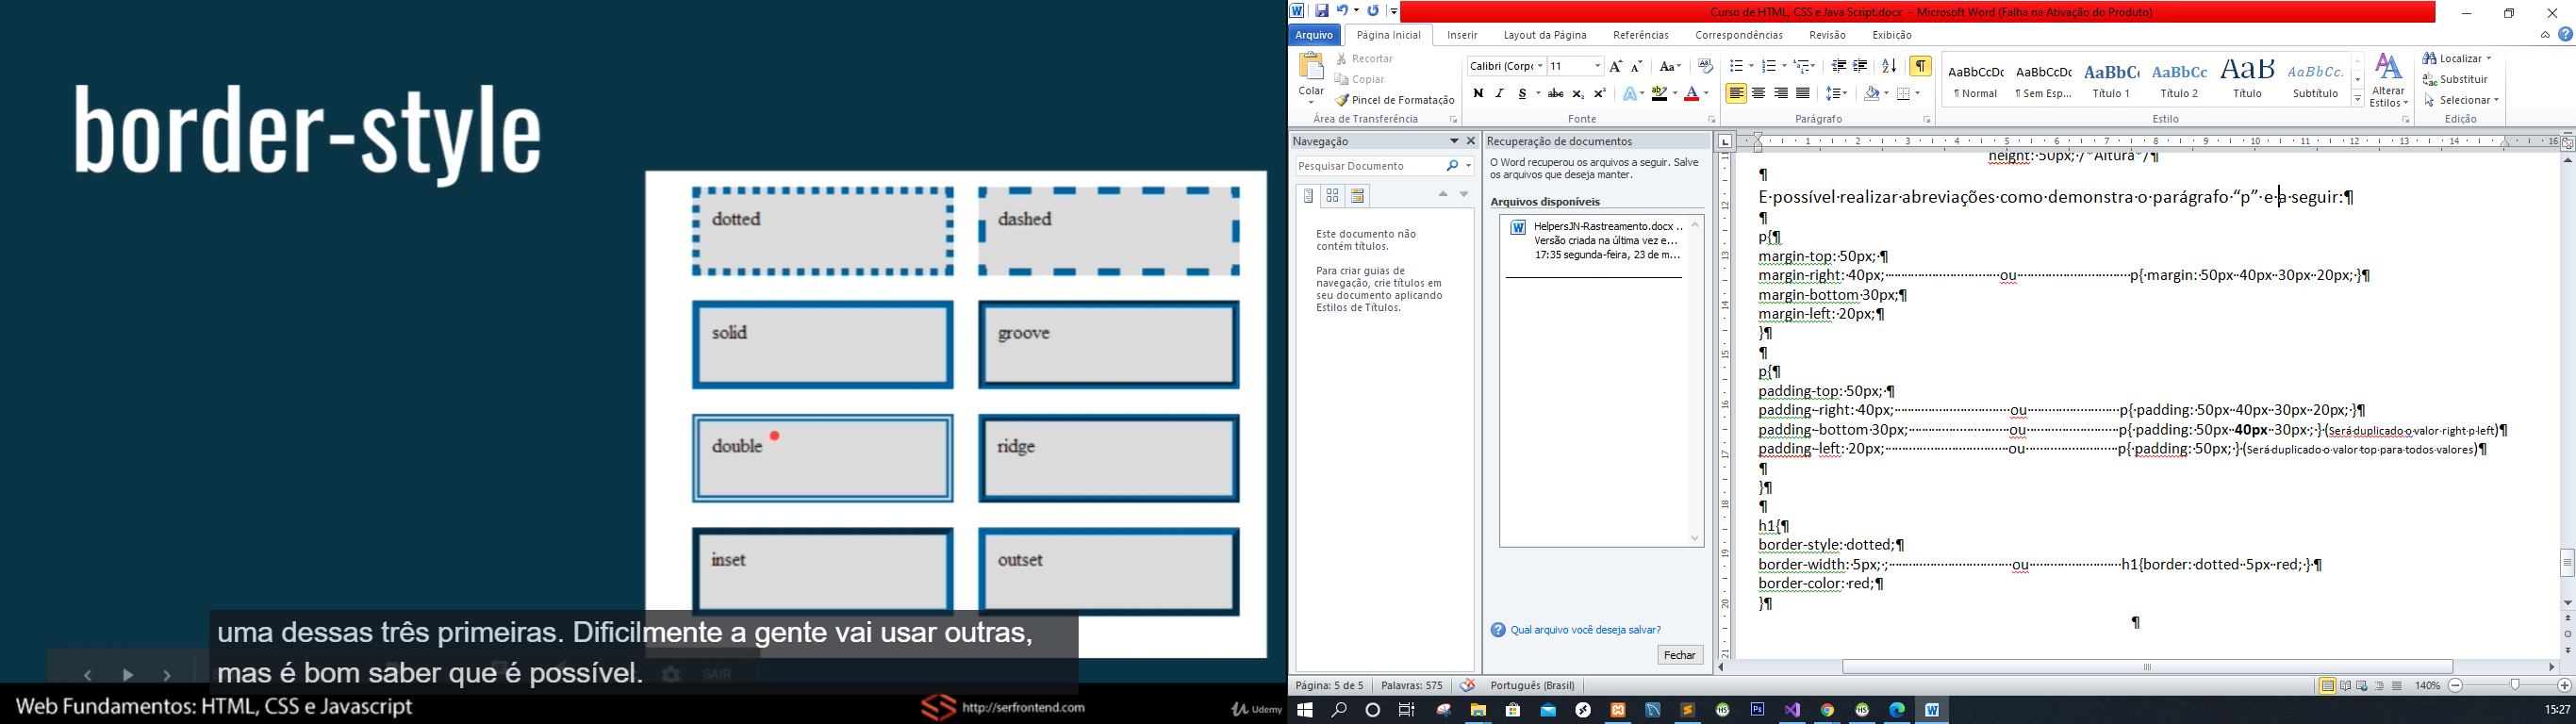 border-style
dotted
dashed
solid
groove
double
ridge
inset
outset
uma dessas três primeiras. Dificilmente a gente vai usar outras,
mas é bom saber que é possível.
SAIR
Web Fundamentos: HTML, CSS e Javascript
http://serfrontend.com
Udemy
Curso de HTML, CSS e Java Script.docx - Microsoft Word (Falha na Ativação do Produto)
Arquivo Página Inicial Inserir Layout da Página Referências Correspondências Revisão Exibição
Colar
Recortar
Copiar
Pincel de Formatação
Área de Transferência
Calibri (Corpo 11
Fonte
Parágrafo
AaBbCcDc AaBbCcDc AaBbC AaBbCc AaB AaBbCc.
¶ Normal ¶ Sem Esp... Título 1 Título 2 Título Subtítulo
Estilo
Alterar
Estilos
Localizar
Substituir
Selecionar
Edição
Navegação
Pesquisar Documento
Este documento não
contém títulos.
Para criar guias de
navegação, crie títulos em
seu documento aplicando
Estilos de Títulos.
Recuperação de documentos
O Word recuperou os arquivos a seguir. Salve
os arquivos que deseja manter.
Arquivos disponíveis
HelpersJN-Rastreamento.docx ..
Versão criada na última vez e...
17:35 segunda-feira, 23 de m...
Qual arquivo você deseja salvar?
Fechar
height: 50px; /*Altura*/¶
¶
E possível realizar abreviações como demonstra o parágrafo “p” e a seguir:¶
¶
p{¶
margin-top: 50px; ¶
margin-right: 40px; ou p{ margin: 50px 40px 30px 20px; }¶
margin-bottom 30px;¶
margin-left: 20px;¶
}¶
¶
p{¶
padding-top: 50px; ¶
padding-right: 40px; ou p{ padding: 50px 40px 30px 20px; }¶
padding-bottom 30px; ou p{ padding: 50px 40px 30px ; } (Será duplicado o valor right p left)¶
padding-left: 20px; ou p{ padding: 50px; } (Será duplicado o valor top para todos valores)¶
¶
}¶
¶
h1{¶
border-style: dotted;¶
border-width: 5px ; ou h1{border: dotted 5px red; } ¶
border-color: red;¶
}¶
¶
Página: 5 de 5 Palavras: 575 Português (Brasil) 140%
15:27